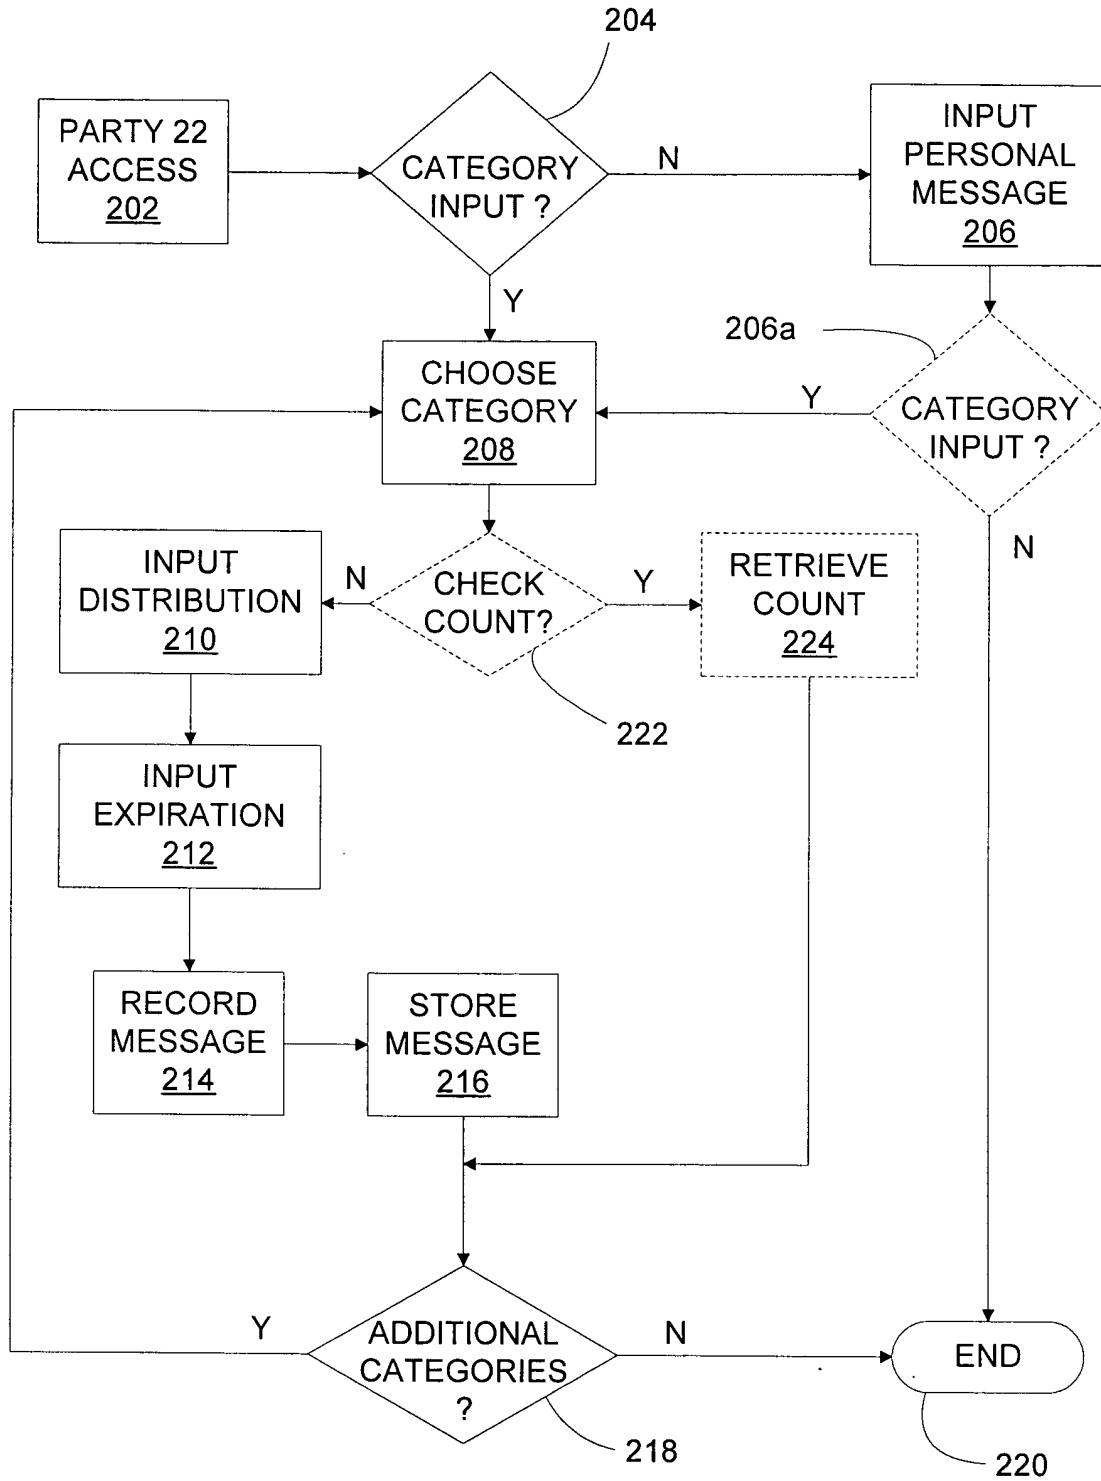 204
PARTY 22
ACCESS
202
CATEGORY
INPUT ?
N
INPUT
PERSONAL
MESSAGE
206
Y
206a
CHOOSE
CATEGORY
208
Y
CATEGORY
INPUT ?
N
INPUT
DISTRIBUTION
210
N
CHECK
COUNT?
Y
RETRIEVE
COUNT
224
222
INPUT
EXPIRATION
212
RECORD
MESSAGE
214
STORE
MESSAGE
216
Y
ADDITIONAL
CATEGORIES
?
N
END
218
220